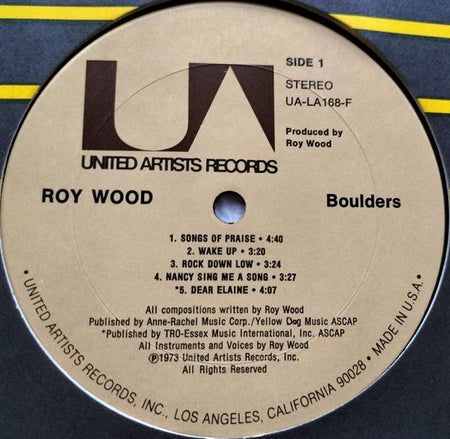 UA
UNITED ARTISTS RECORDS
SIDE 1
STEREO
UA-LA168-F
Produced by
Roy Wood
ROY WOOD
Boulders
1. SONGS OF PRAISE • 4:40
2. WAKE UP • 3:20
3. ROCK DOWN LOW • 3:24
4. NANCY SING ME A SONG • 3:27
*5. DEAR ELAINE • 4:07
All compositions written by Roy Wood
Published by Anne-Rachel Music Corp./Yellow Dog Music ASCAP
*Published by TRO-Essex Music International, Inc. ASCAP
All Instruments and Voices by Roy Wood
Ⓟ1973 United Artists Records, Inc.
All Rights Reserved
• UNITED ARTISTS RECORDS, INC., LOS ANGELES, CALIFORNIA 90028 • MADE IN U.S.A. •